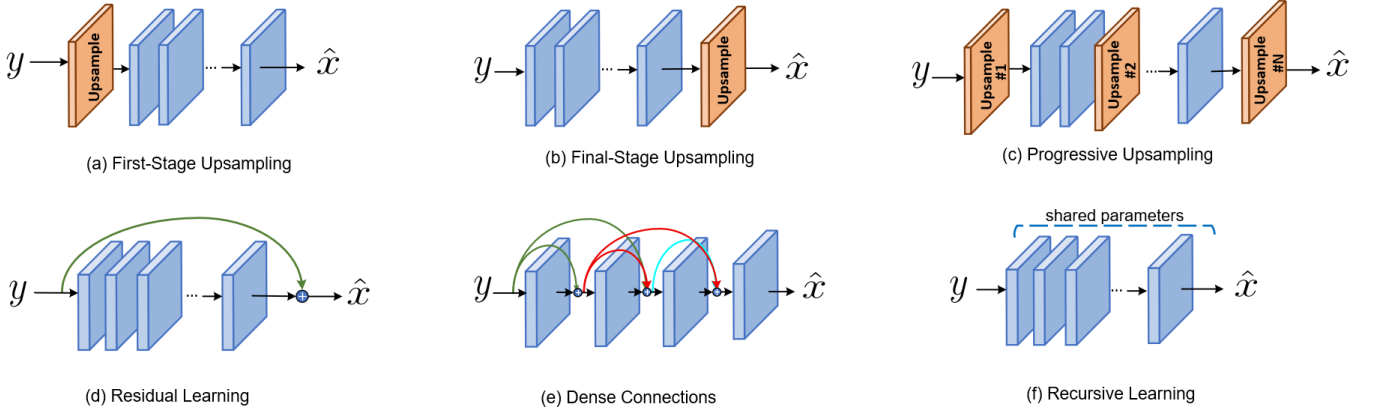 y Upsample ... x̂
(a) First-Stage Upsampling
y ... Upsample x̂
(b) Final-Stage Upsampling
y Upsample #1 Upsample #2 ... Upsample #N x̂
(c) Progressive Upsampling
y ... + x̂
(d) Residual Learning
y + + + x̂
(e) Dense Connections
shared parameters
y ... x̂
(f) Recursive Learning